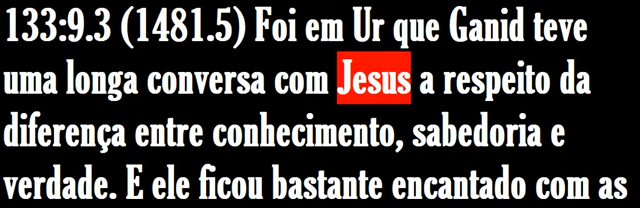 133:9.3 (1481.5) Foi em Ur que Ganid teve
uma longa conversa com Jesus a respeito da
diferença entre conhecimento, sabedoria e
verdade. E ele ficou bastante encantado com as